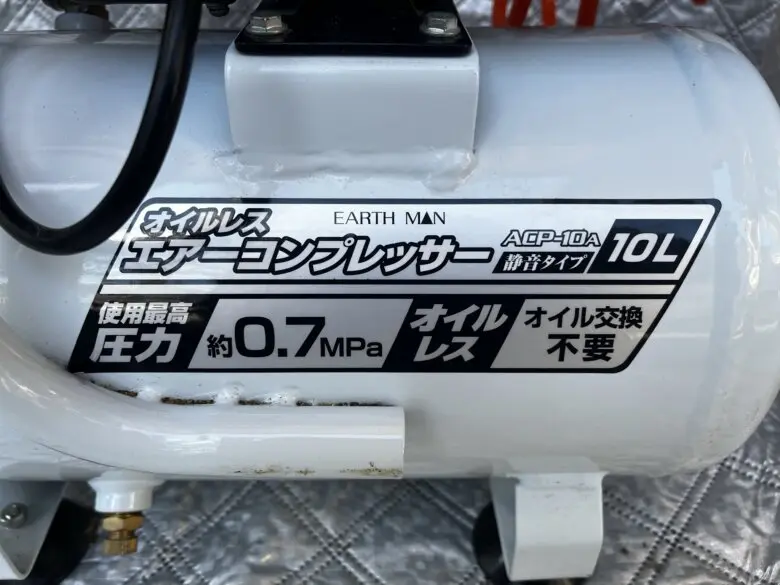 オイルレス EARTH MAN
エアーコンプレッサー ACP-10A 静音タイプ 10L
使用最高圧力 約0.7MPa オイルレス オイル交換不要